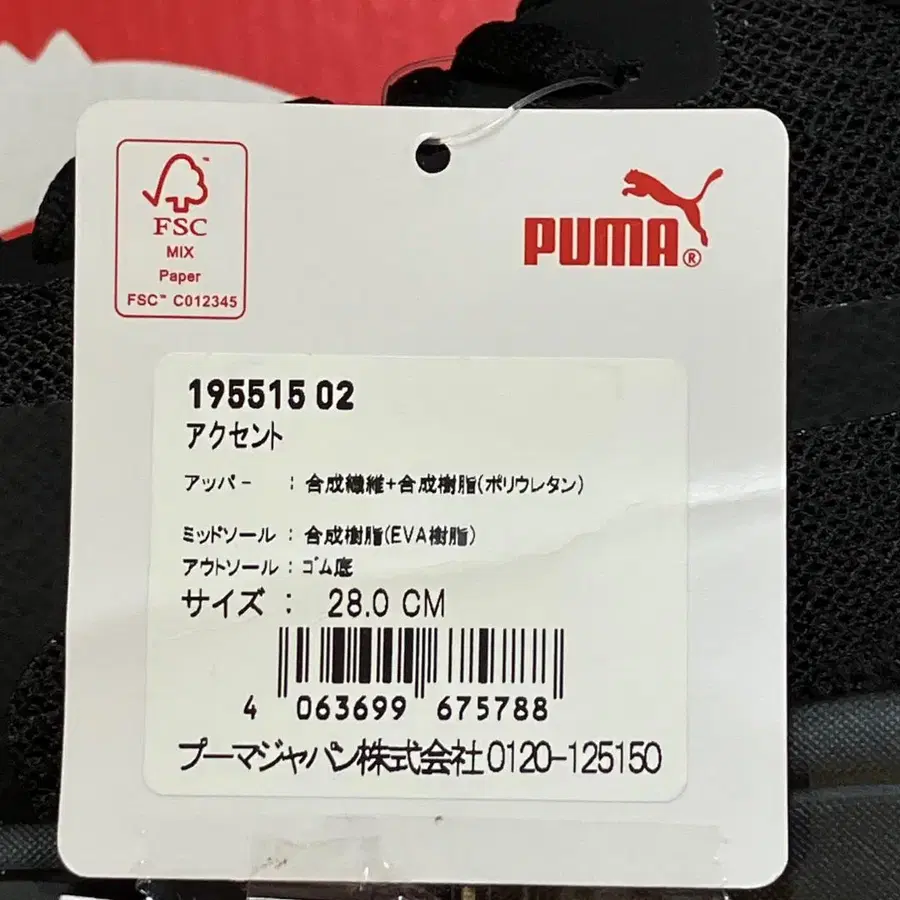 FSC™
MIX
Paper
FSC™ C012345
PUMA®
195515 02
アクセント
アッパー : 合成繊維+合成樹脂(ポリウレタン)
ミッドソール : 合成樹脂(EVA樹脂)
アウトソール : ゴム底
サイズ : 28.0 CM
4 063699 675788
プーマジャパン株式会社0120-125150